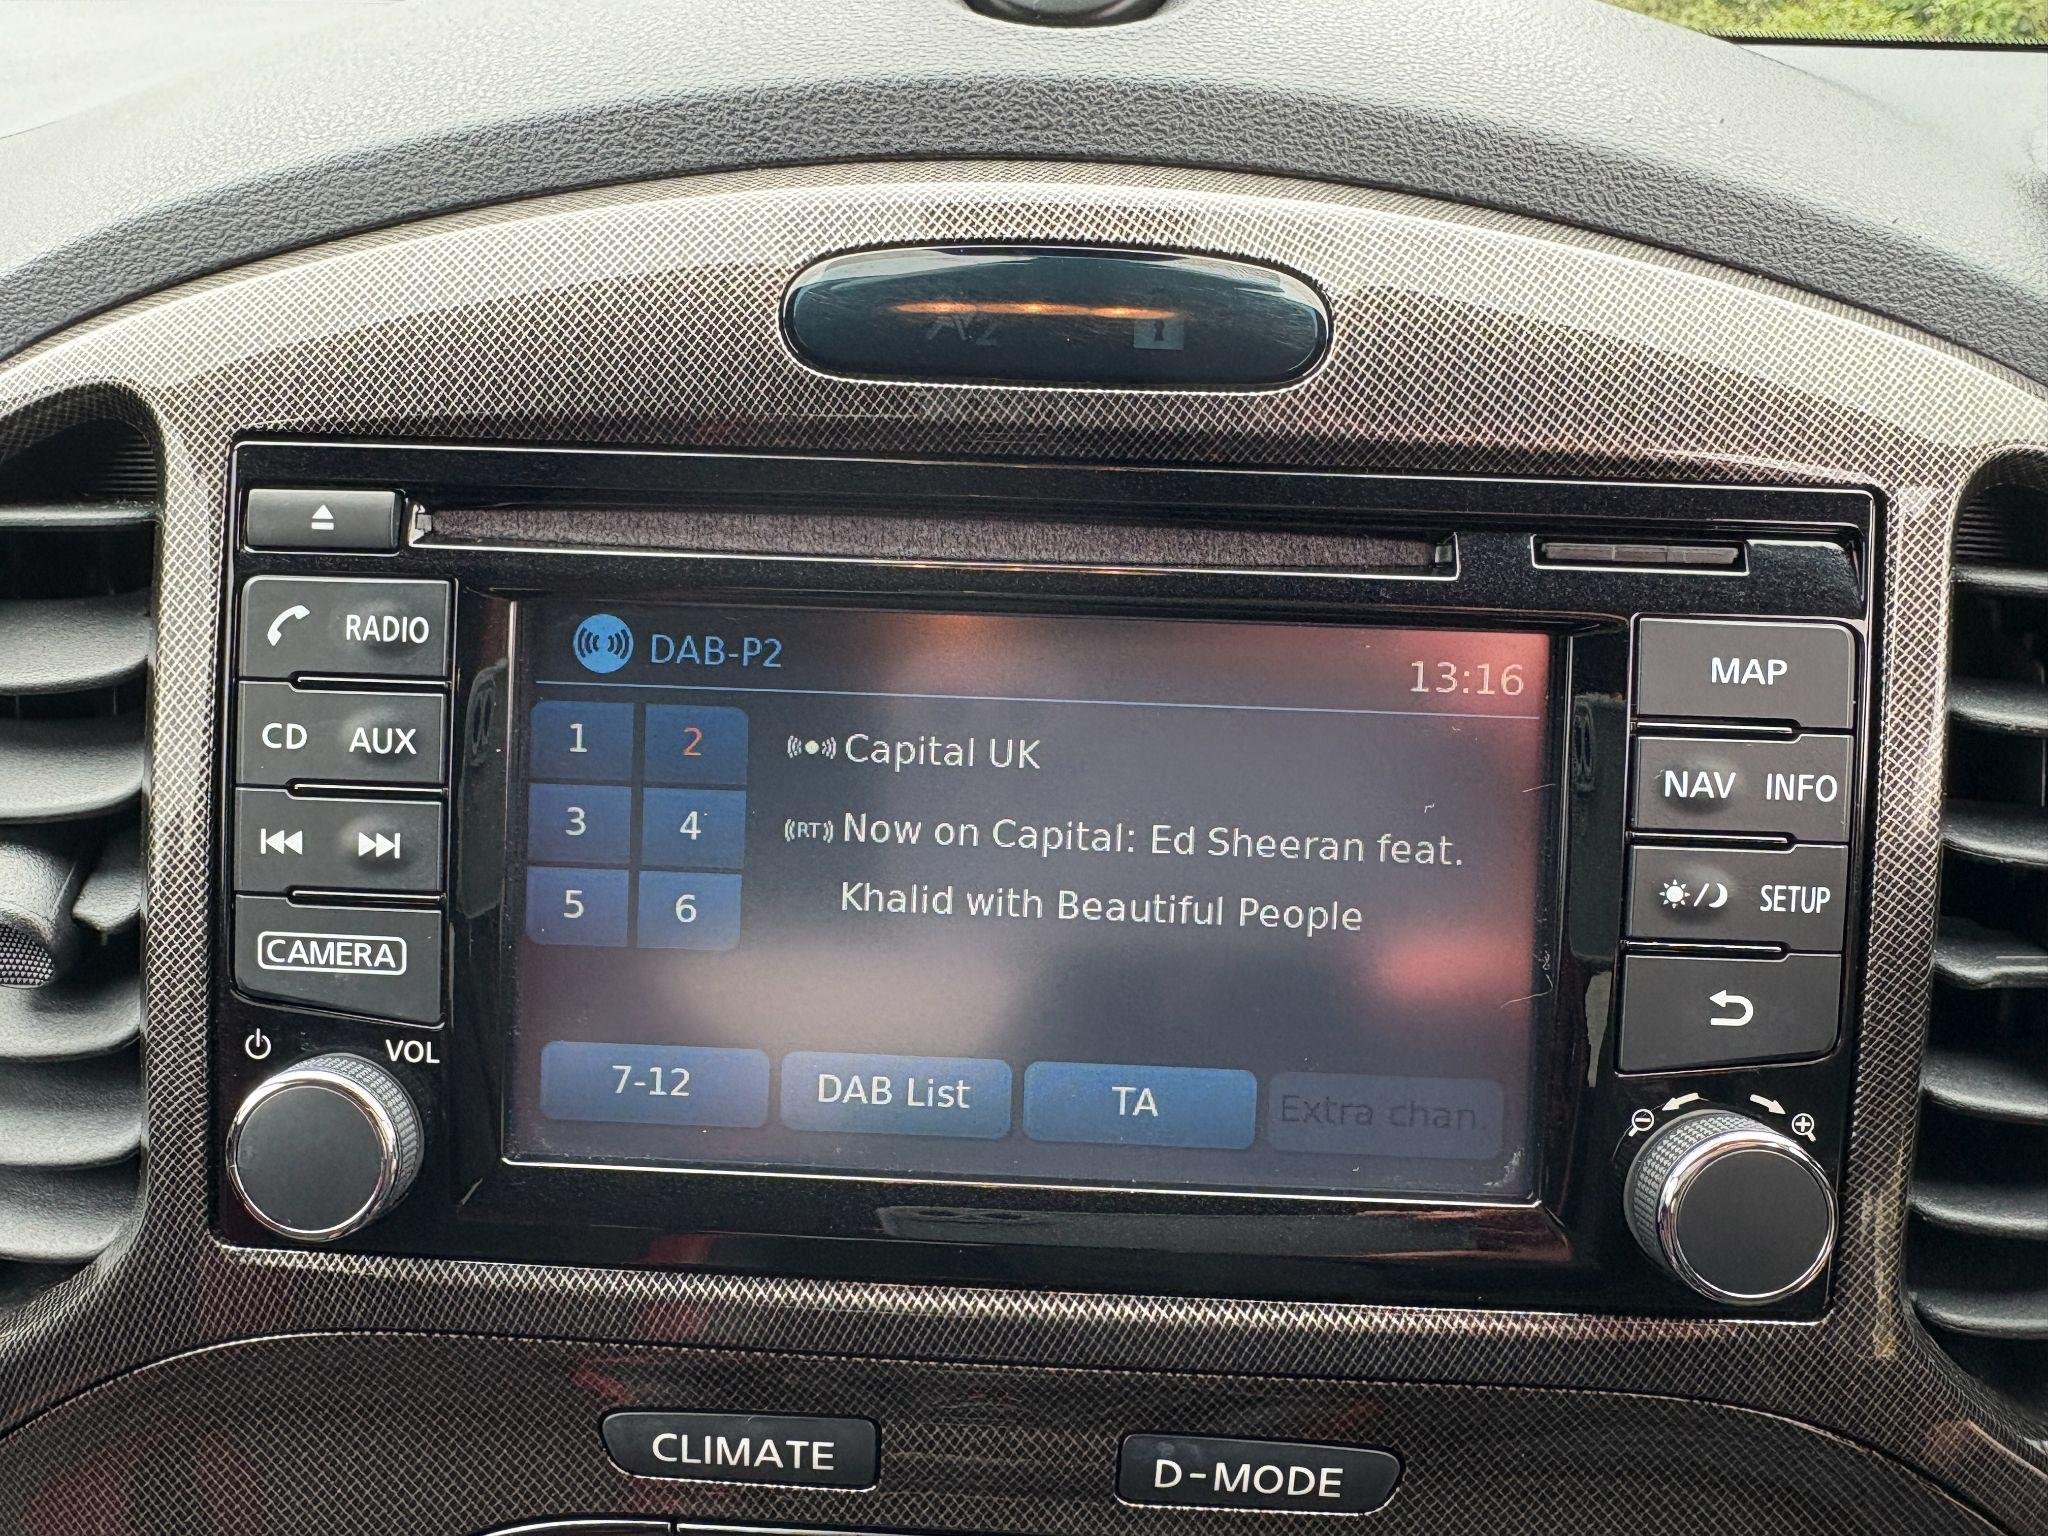 RADIO
CD AUX
CAMERA
VOL
DAB-P2
13:16
1 2
3 4
5 6
Capital UK
((RT)) Now on Capital: Ed Sheeran feat.
Khalid with Beautiful People
7-12 DAB List TA Extra chan.
MAP
NAV INFO
SETUP
CLIMATE
D-MODE